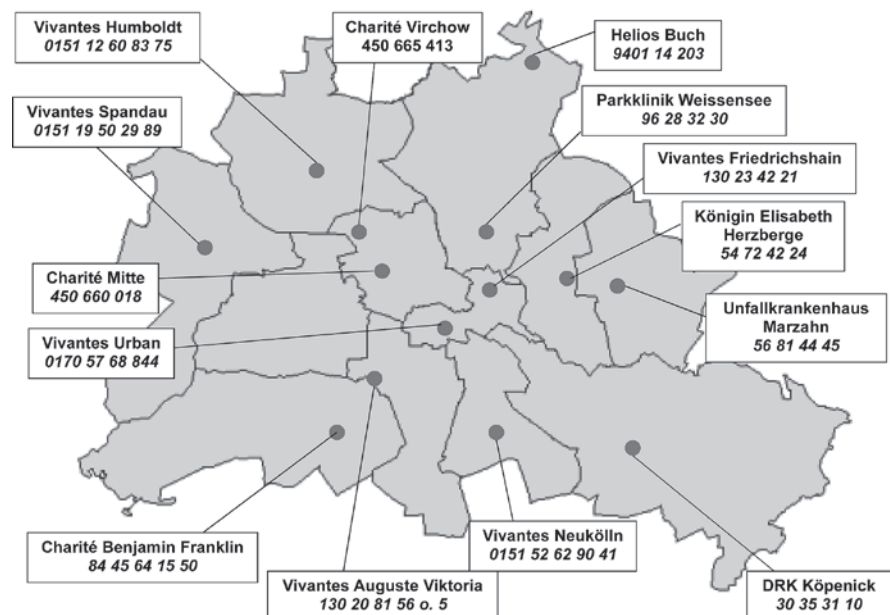 Vivantes Humboldt
0151 12 60 83 75
Charité Virchow
450 665 413
Helios Buch
9401 14 203
Vivantes Spandau
0151 19 50 29 89
Parkklinik Weissensee
96 28 32 30
Vivantes Friedrichshain
130 23 42 21
Königin Elisabeth
Herzberge
54 72 42 24
Charité Mitte
450 660 018
Unfallkrankenhaus
Marzahn
56 81 44 45
Vivantes Urban
0170 57 68 844
Charité Benjamin Franklin
84 45 64 15 50
Vivantes Auguste Viktoria
130 20 81 56 o. 5
Vivantes Neukölln
0151 52 62 90 41
DRK Köpenick
30 35 31 10